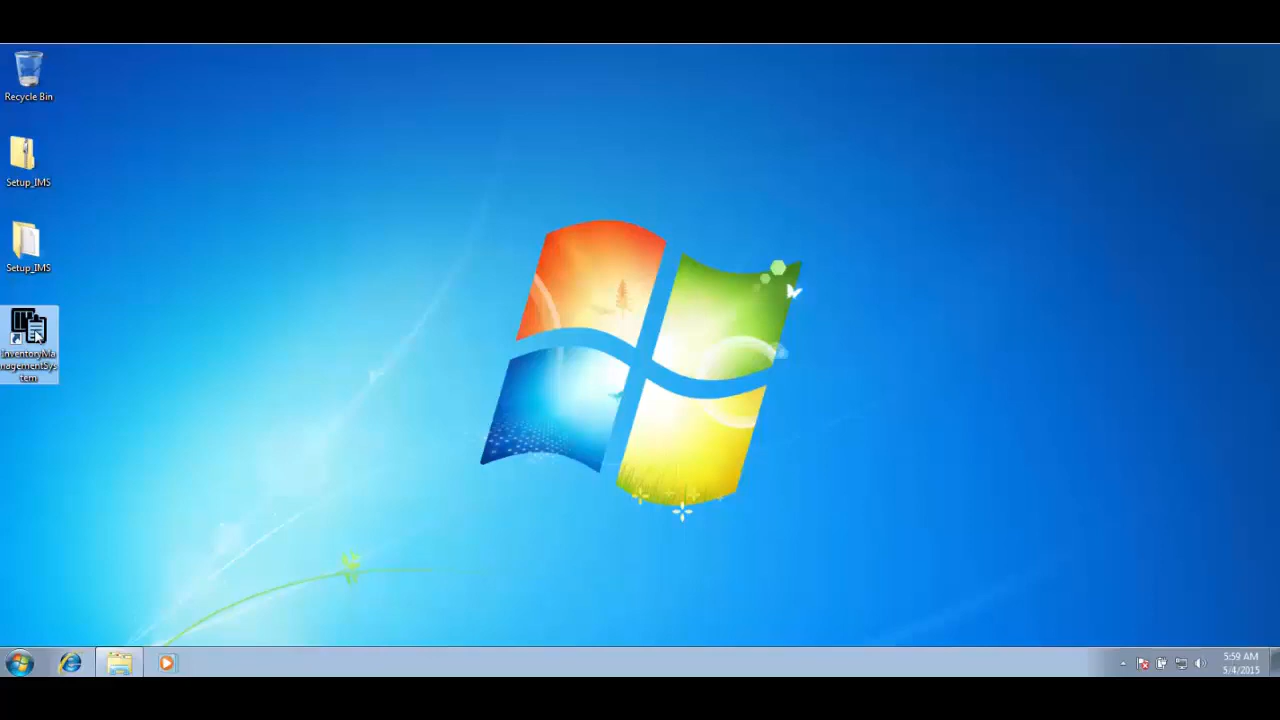 Recycle Bin
Setup_IMS
Setup_IMS
InventoryMa
nagementSys
tem
5:59 AM
5/4/2015